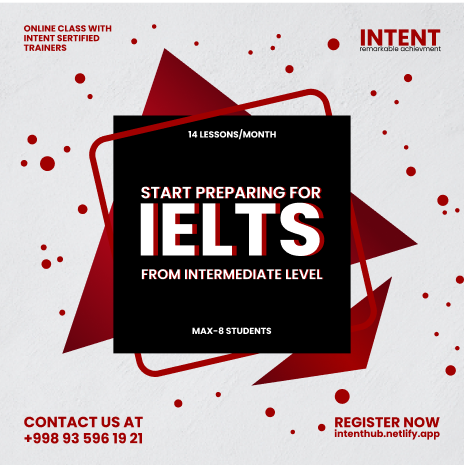 ONLINE CLASS WITH
INTENT SERTIFIED
TRAINERS
INTENT
remarkable achievment
14 LESSONS/MONTH
START PREPARING FOR
IELTS
FROM INTERMEDIATE LEVEL
MAX-8 STUDENTS
CONTACT US AT
+998 93 596 19 21
REGISTER NOW
intenthub.netlify.app